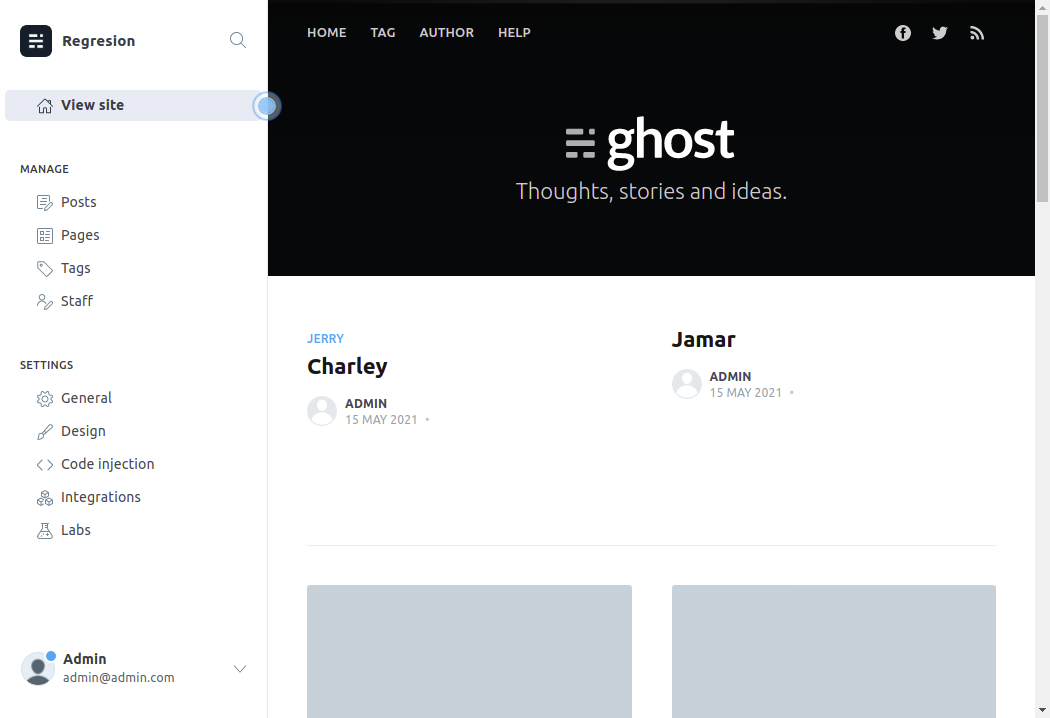 Regresion
View site
MANAGE
Posts
Pages
Tags
Staff
SETTINGS
General
Design
Code injection
Integrations
Labs
Admin
admin@admin.com
HOME TAG AUTHOR HELP
ghost
Thoughts, stories and ideas.
JERRY
Charley
ADMIN
15 MAY 2021 •
Jamar
ADMIN
15 MAY 2021 •